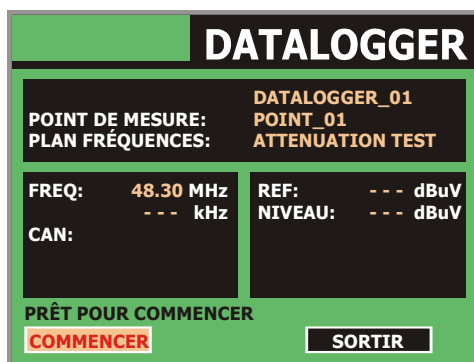 DATALOGGER
DATALOGGER_01
POINT DE MESURE: POINT_01
PLAN FRÉQUENCES: ATTENUATION TEST
FREQ: 48.30 MHz
- - - kHz
CAN:
REF: - - - dBuV
NIVEAU: - - - dBuV
PRÊT POUR COMMENCER
COMMENCER
SORTIR